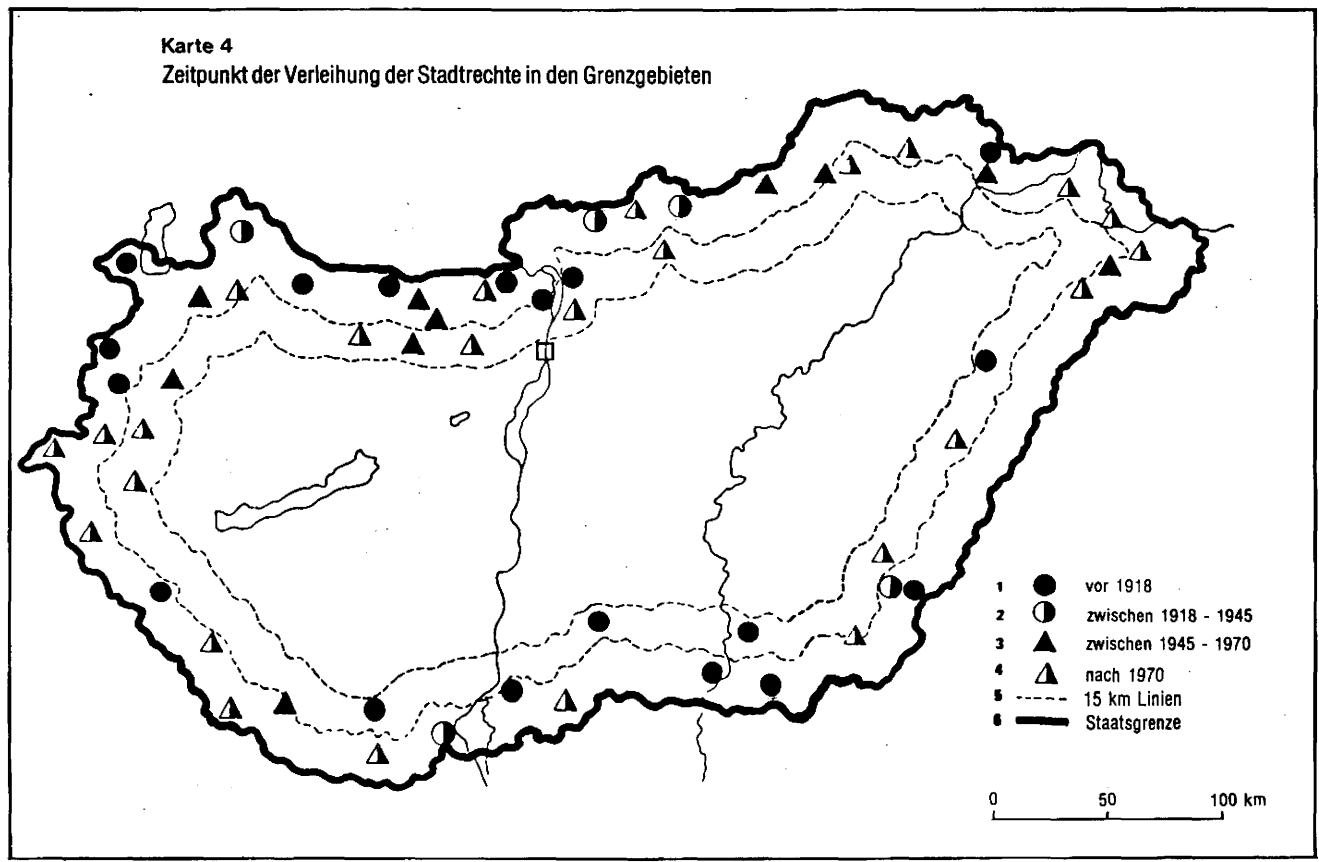 Karte 4
Zeitpunkt der Verleihung der Stadtrechte in den Grenzgebieten
1 vor 1918
2 zwischen 1918 - 1945
3 zwischen 1945 - 1970
4 nach 1970
5 15 km Linien
6 Staatsgrenze
0 50 100 km